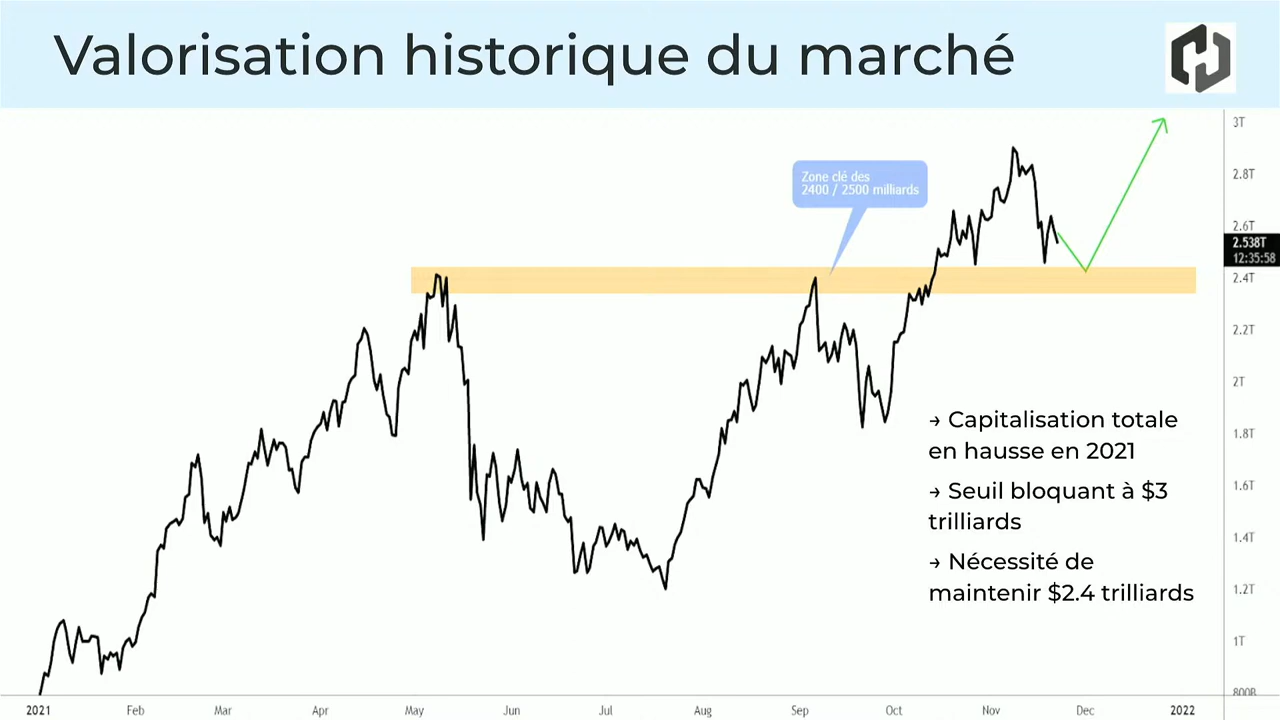 Valorisation historique du marché
3T
Zone clé des
2400 / 2500 milliards
2.8T
2.6T
2.538T
12:35:58
2.4T
2.2T
2T
1.8T
1.6T
1.4T
1.2T
1T
800B
→ Capitalisation totale
en hausse en 2021
→ Seuil bloquant à $3
trilliards
→ Nécessité de
maintenir $2.4 trilliards
2021 Feb Mar Apr May Jun Jul Aug Sep Oct Nov Dec 2022